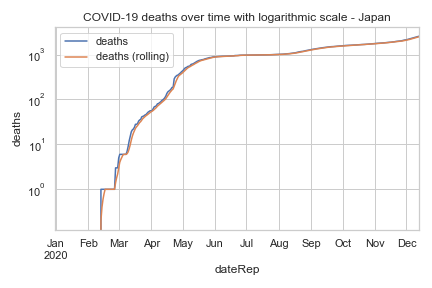 COVID-19 deaths over time with logarithmic scale - Japan
deaths
deaths (rolling)
deaths
10³
10²
10¹
10⁰
Jan Feb Mar Apr May Jun Jul Aug Sep Oct Nov Dec
2020
dateRep